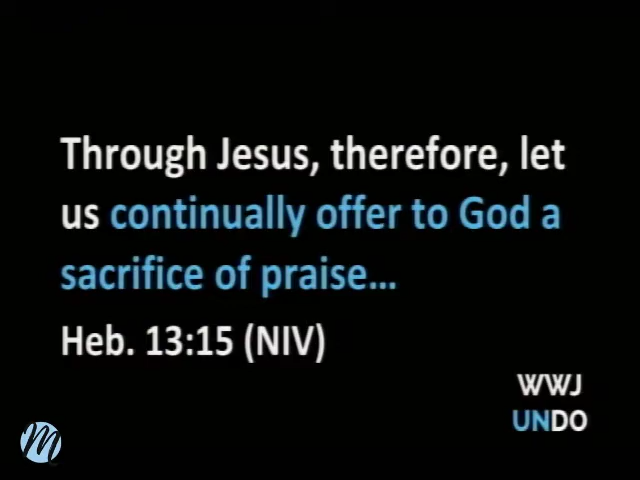 Through Jesus, therefore, let
us continually offer to God a
sacrifice of praise...
Heb. 13:15 (NIV)
WWJ
UNDO
M